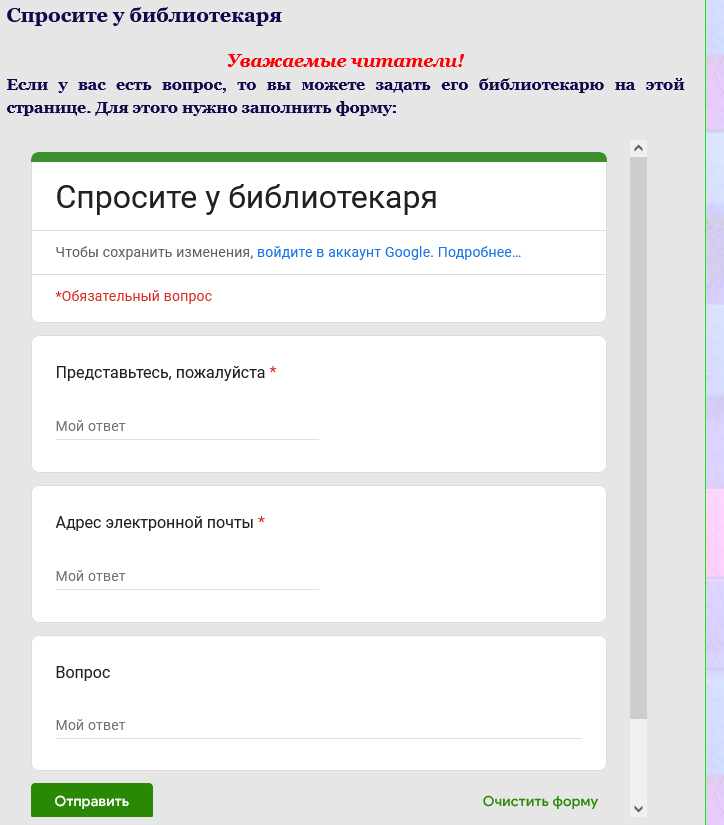 Спросите у библиотекаря
Уважаемые читатели!
Если у вас есть вопрос, то вы можете задать его библиотекарю на этой
странице. Для этого нужно заполнить форму:
Спросите у библиотекаря
Чтобы сохранить изменения, войдите в аккаунт Google. Подробнее…
*Обязательный вопрос
Представьтесь, пожалуйста *
Мой ответ
Адрес электронной почты *
Мой ответ
Вопрос
Мой ответ
Отправить
Очистить форму